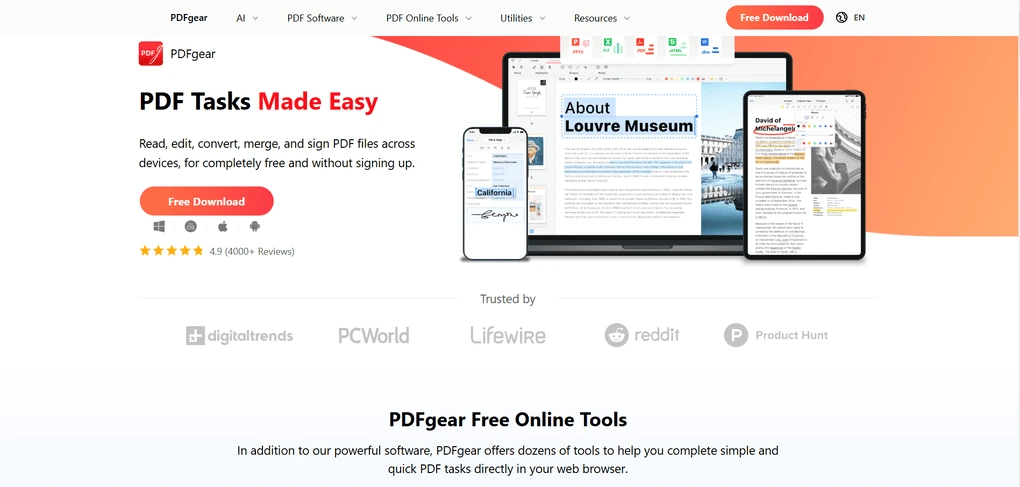 PDFgear
AI
PDF Software
PDF Online Tools
Utilities
Resources
Free Download
EN
PDF
PDFgear
PDF Tasks Made Easy
Read, edit, convert, merge, and sign PDF files across
devices, for completely free and without signing up.
Free Download
4.9 (4000+ Reviews)
.PPTX
.PDF
.doc
About
Louvre Museum
California
David of
Michelangelo
Trusted by
digitaltrends
PCWorld
Lifewire
reddit
Product Hunt
PDFgear Free Online Tools
In addition to our powerful software, PDFgear offers dozens of tools to help you complete simple and
quick PDF tasks directly in your web browser.